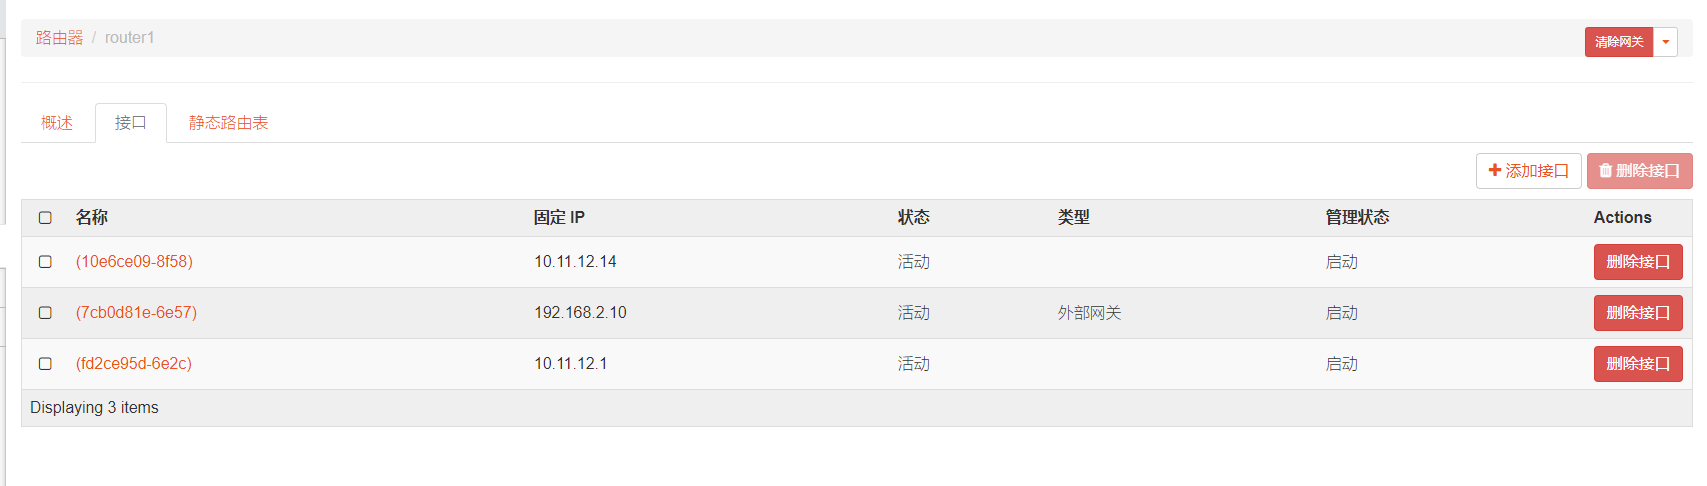 路由器 / router1
清除网关
概述 接口 静态路由表
添加接口 删除接口
名称 固定 IP 状态 类型 管理状态 Actions
(10e6ce09-8f58) 10.11.12.14 活动 启动 删除接口
(7cb0d81e-6e57) 192.168.2.10 活动 外部网关 启动 删除接口
(fd2ce95d-6e2c) 10.11.12.1 活动 启动 删除接口
Displaying 3 items